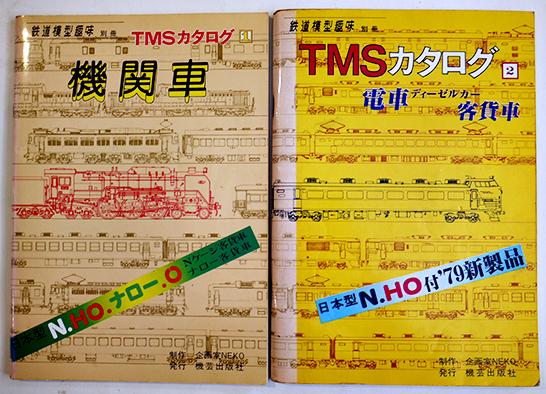 鉄道模型趣味 別冊
TMSカタログ 1
機関車
日本型 N.HO.ナロー.O
Nゲージ客貨車
ナロー客貨車
制作 企画家NEKO
発行 機芸出版社
鉄道模型趣味 別冊
TMSカタログ 2
電車ディーゼルカー
客貨車
日本型 N.HO付'79新製品
制作 企画家NEKO
発行 機芸出版社